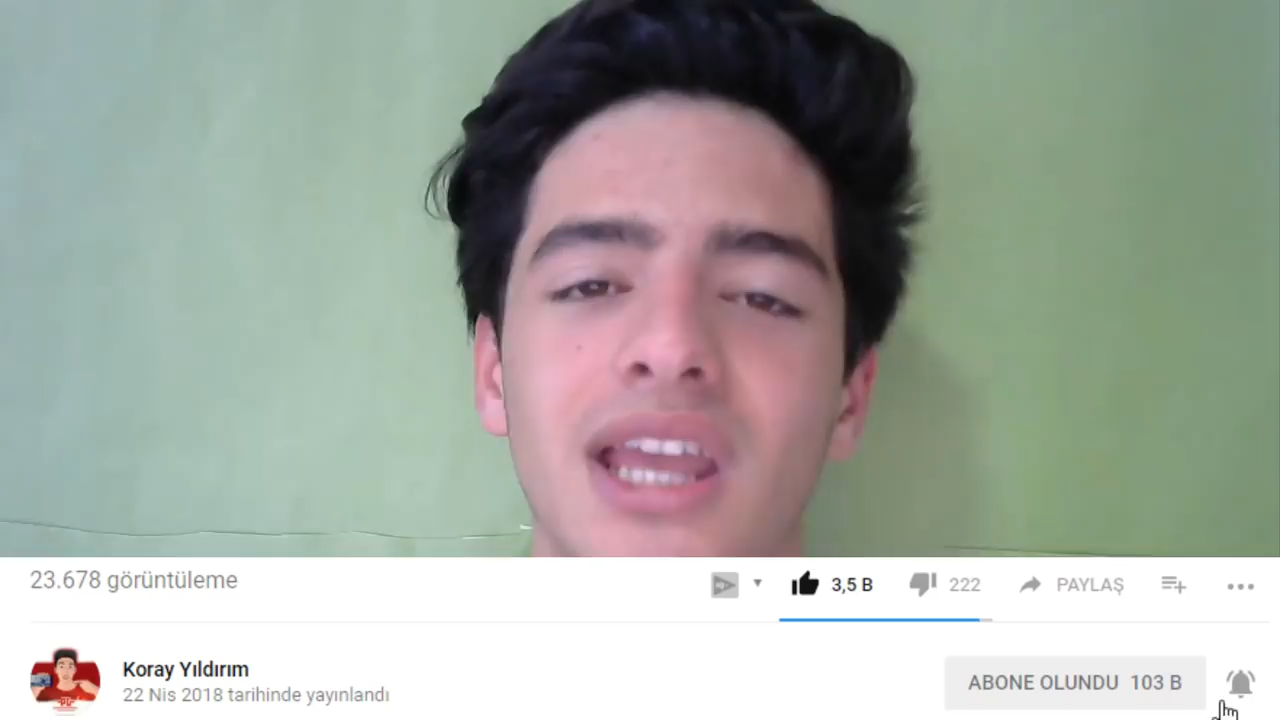 23.678 görüntüleme
3,5 B 222 PAYLAŞ
Koray Yıldırım
22 Nis 2018 tarihinde yayınlandı
ABONE OLUNDU 103 B